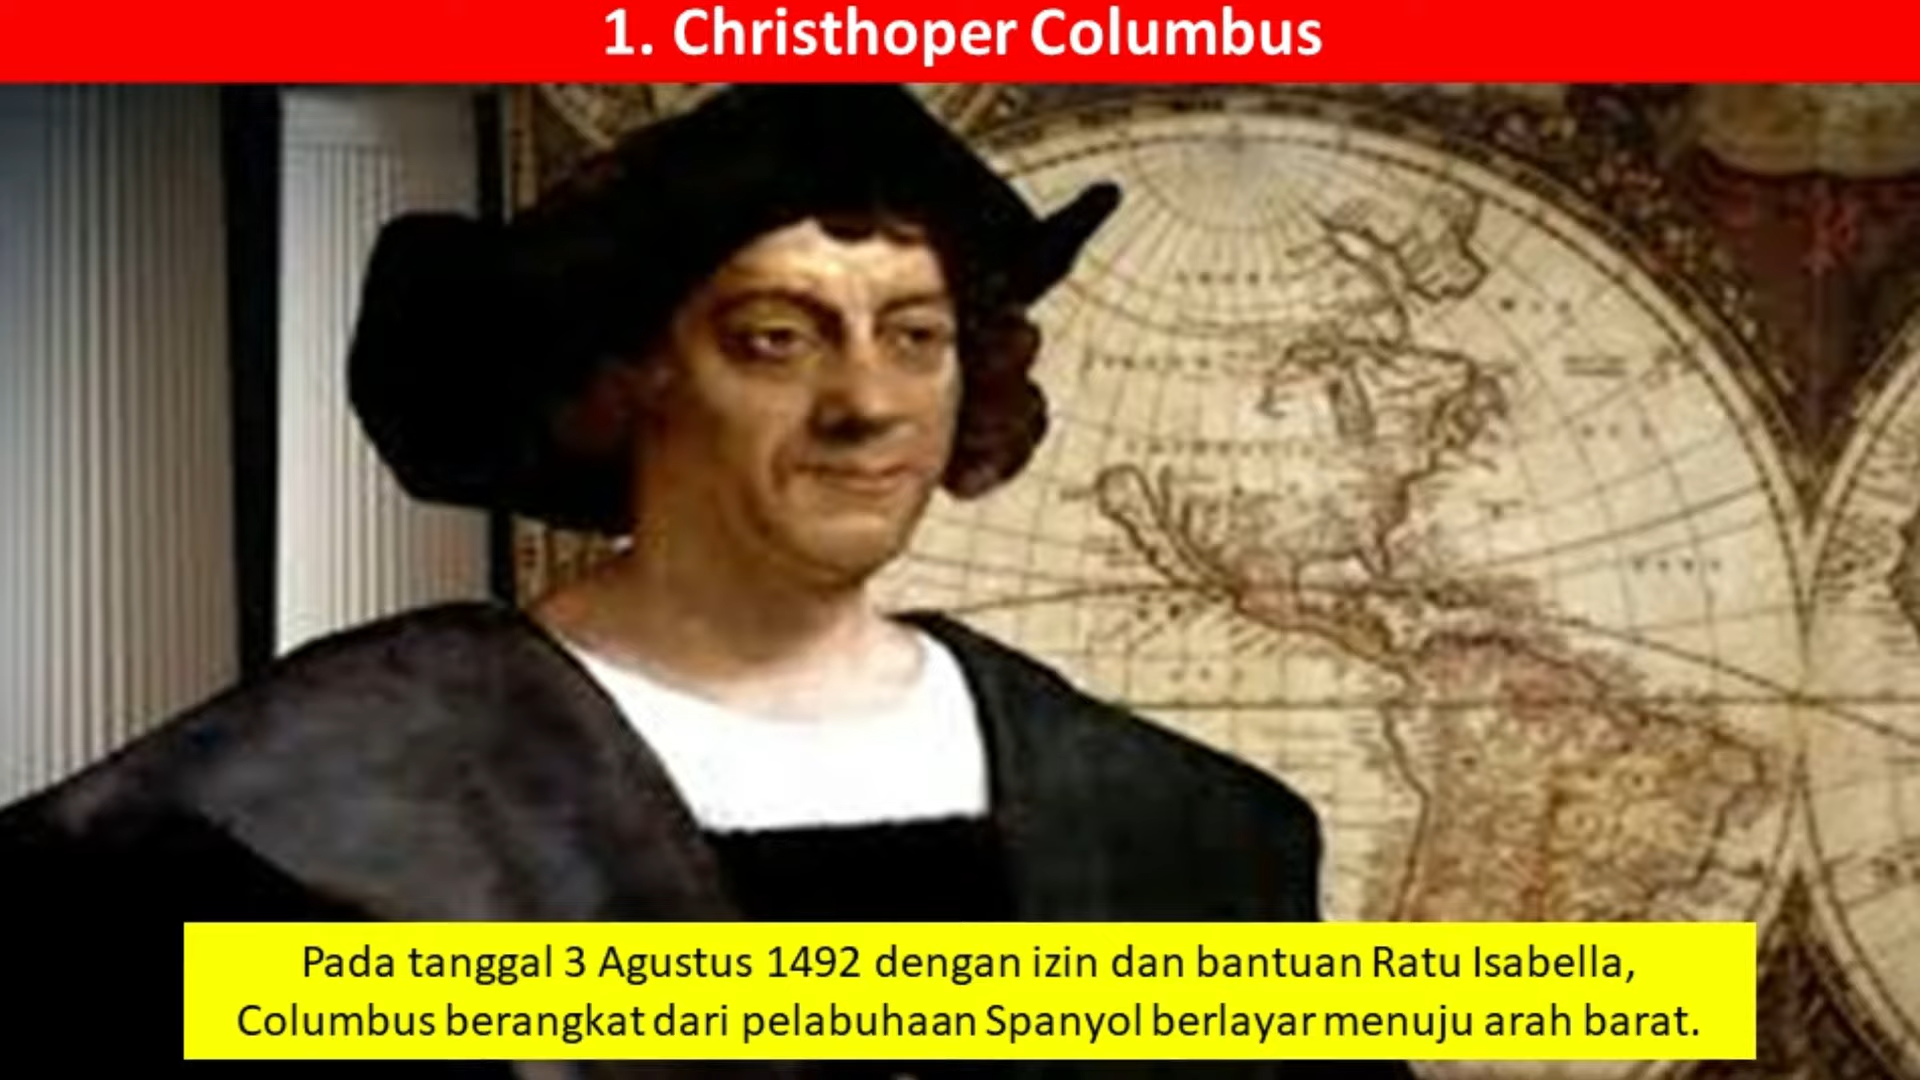 1. Christhoper Columbus
Pada tanggal 3 Agustus 1492 dengan izin dan bantuan Ratu Isabella,
Columbus berangkat dari pelabuhaan Spanyol berlayar menuju arah barat.